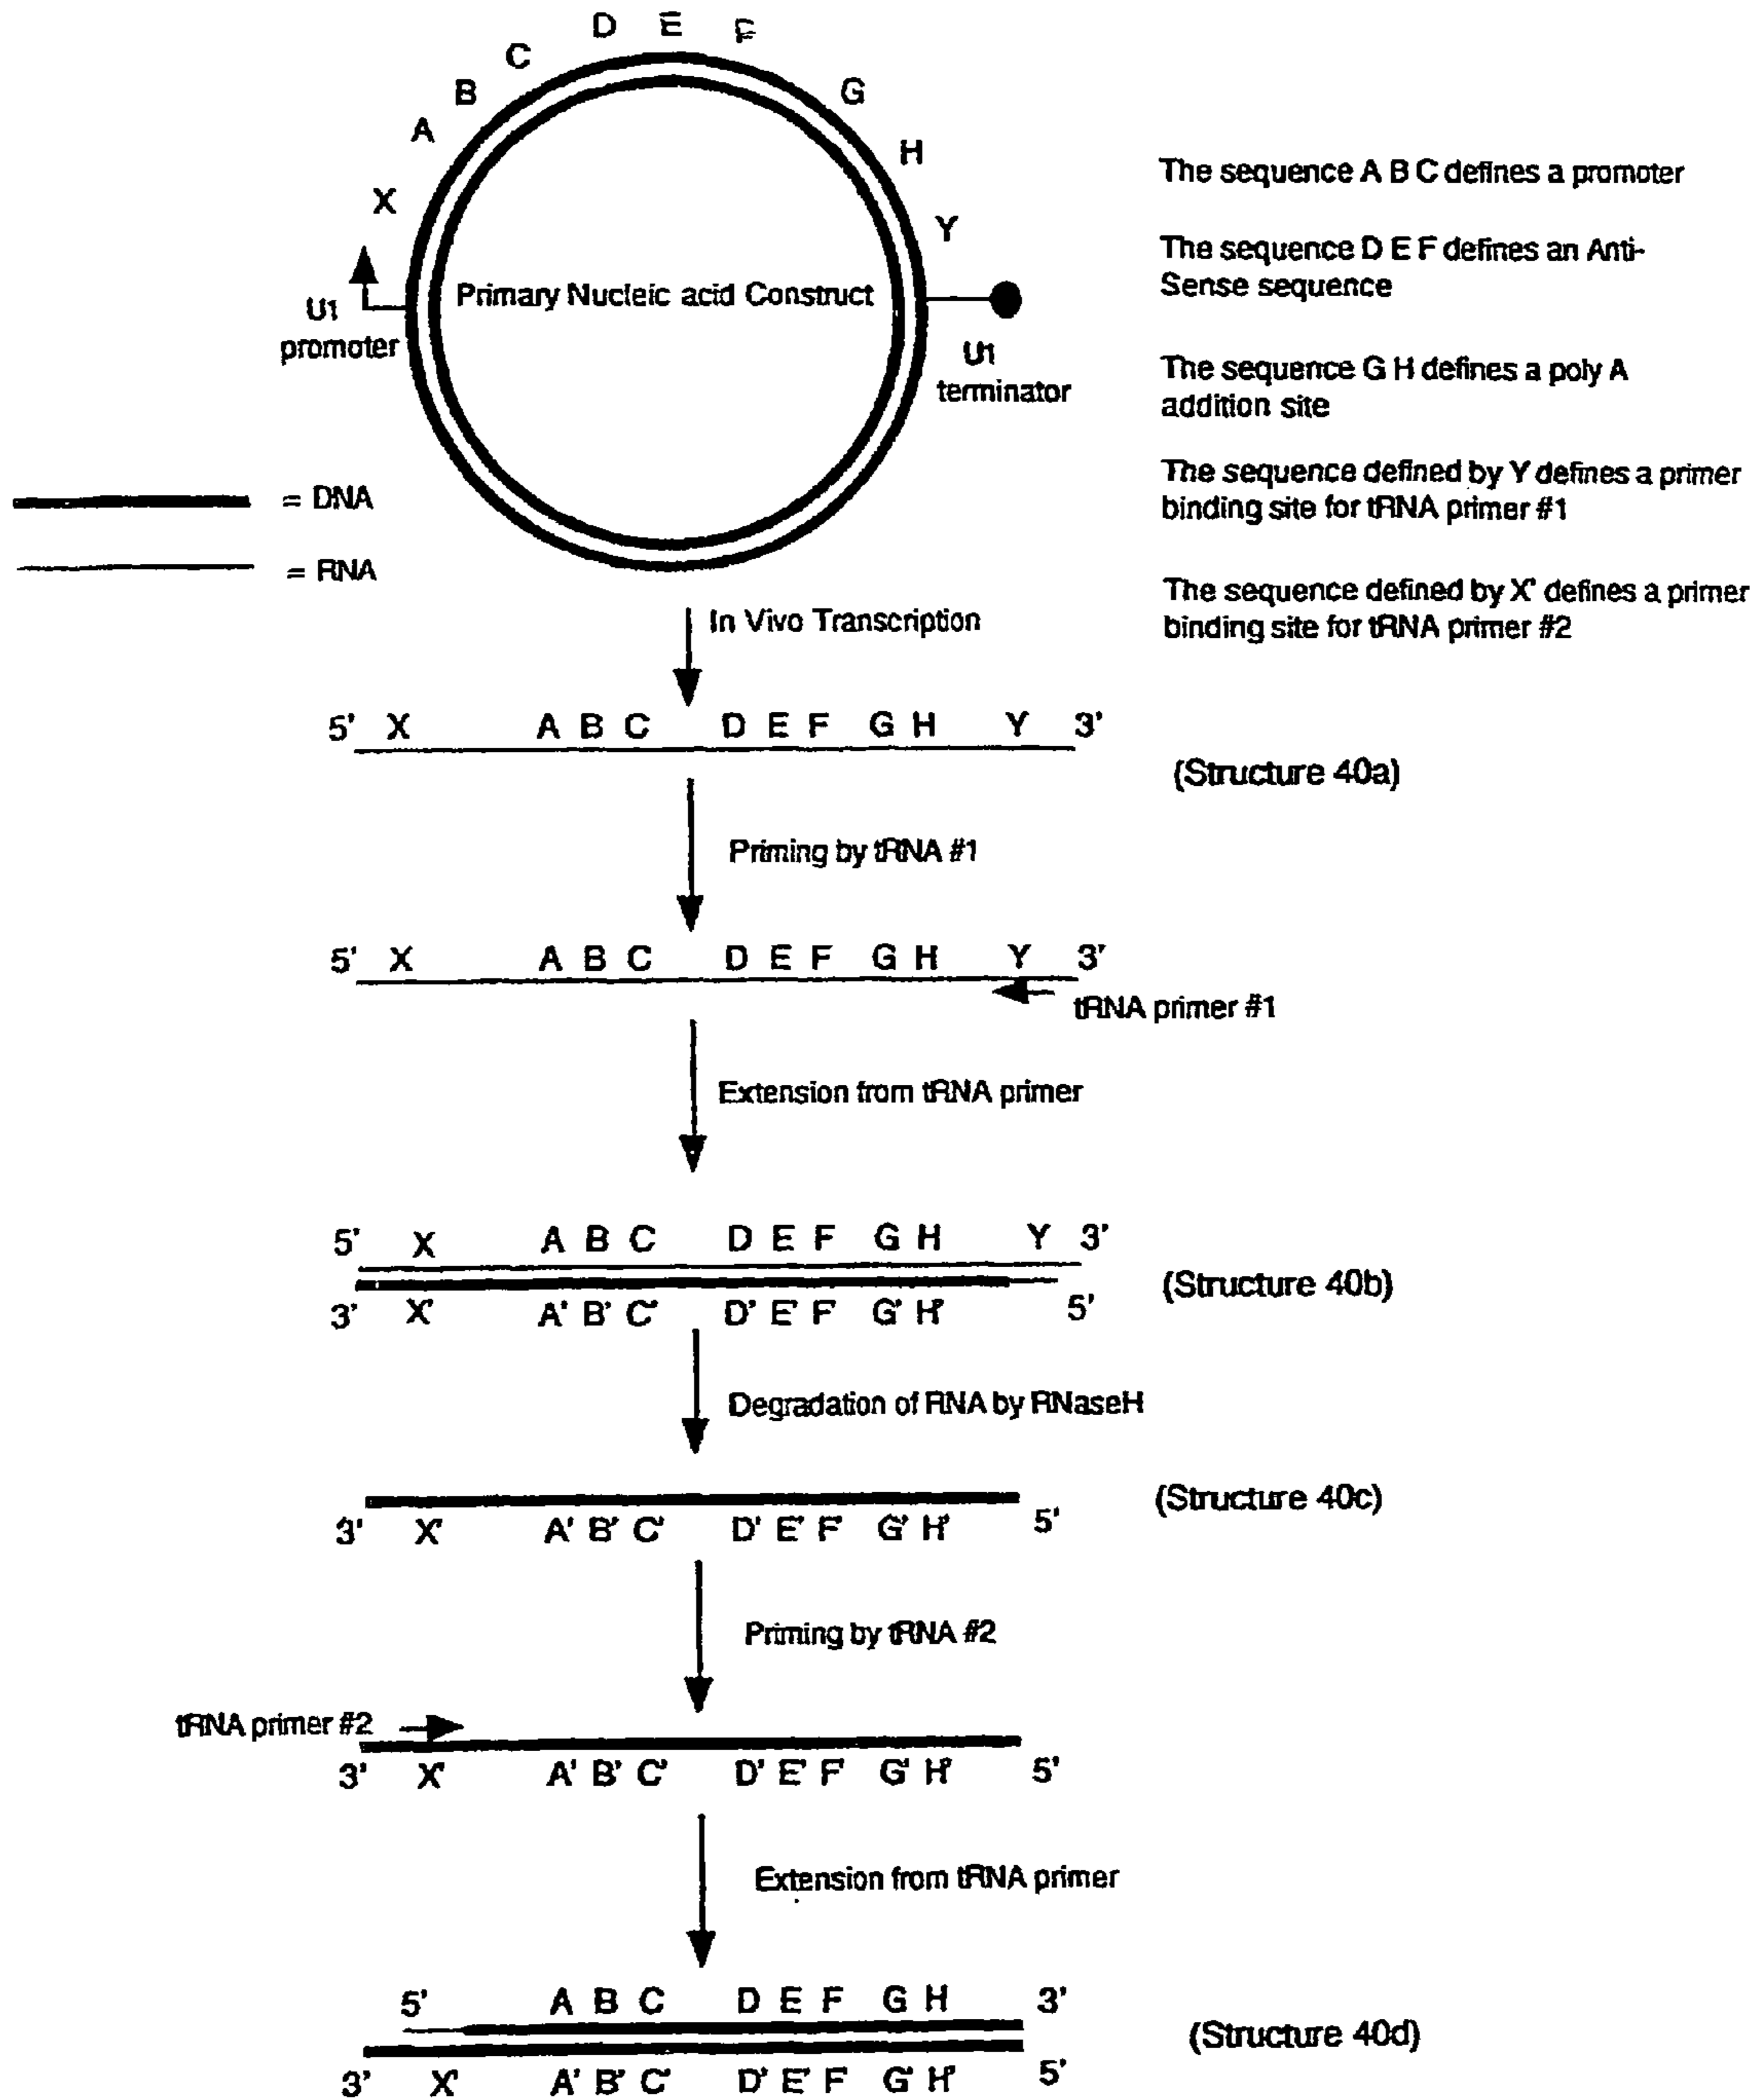 D E F
C G
B H
A Y
X
Primary Nucleic acid Construct
U1
promoter
U1
terminator
The sequence A B C defines a promoter
The sequence D E F defines an Anti-
Sense sequence
The sequence G H defines a poly A
addition site
The sequence defined by Y defines a primer
binding site for tRNA primer #1
The sequence defined by X' defines a primer
binding site for tRNA primer #2
= DNA
= RNA
In Vivo Transcription
5' X A B C D E F G H Y 3'
(Structure 40a)
Priming by tRNA #1
5' X A B C D E F G H Y 3'
tRNA primer #1
Extension from tRNA primer
5' X A B C D E F G H Y 3'
(Structure 40b)
3' X' A' B' C' D' E' F' G' H' 5'
Degradation of RNA by RNaseH
(Structure 40c)
3' X' A' B' C' D' E' F' G' H' 5'
Priming by tRNA #2
tRNA primer #2
3' X' A' B' C' D' E' F' G' H' 5'
Extension from tRNA primer
5' A B C D E F G H 3'
(Structure 40d)
3' X' A' B' C' D' E' F' G' H' 5'